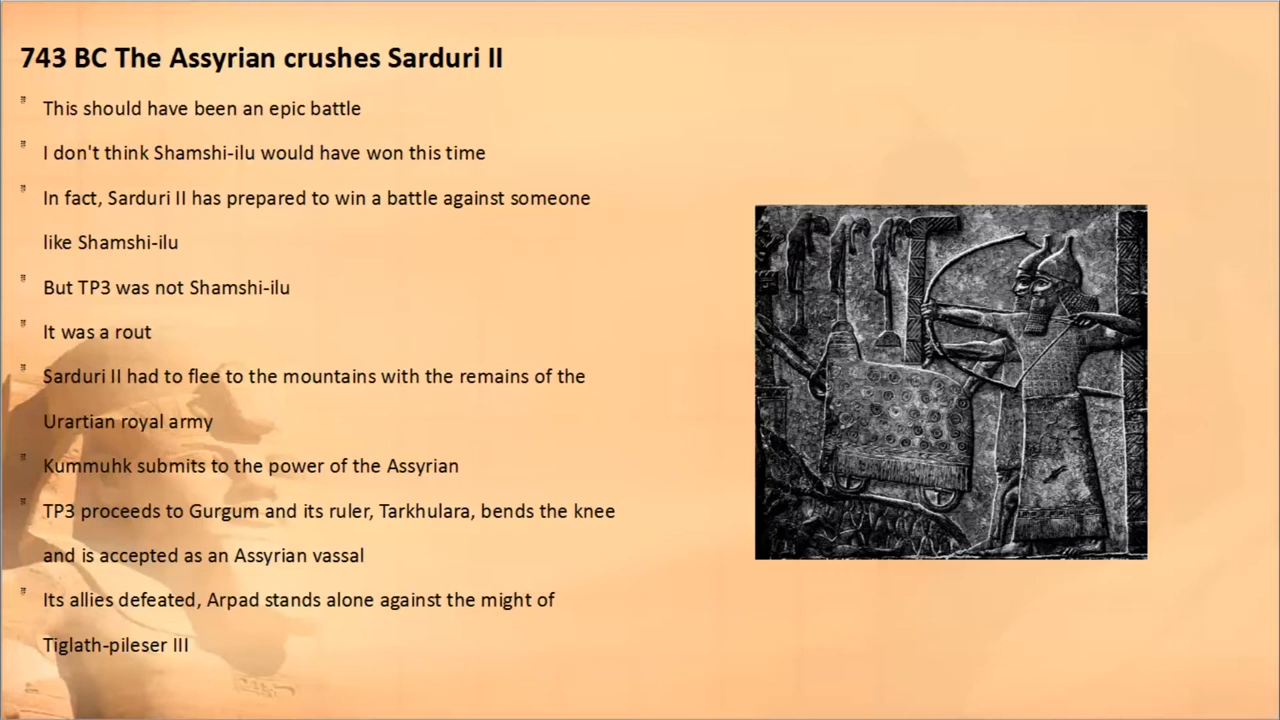 743 BC The Assyrian crushes Sarduri II
This should have been an epic battle
I don't think Shamshi-ilu would have won this time
In fact, Sarduri II has prepared to win a battle against someone
like Shamshi-ilu
But TP3 was not Shamshi-ilu
It was a rout
Sarduri II had to flee to the mountains with the remains of the
Urartian royal army
Kummuhk submits to the power of the Assyrian
TP3 proceeds to Gurgum and its ruler, Tarkhulara, bends the knee
and is accepted as an Assyrian vassal
Its allies defeated, Arpad stands alone against the might of
Tiglath-pileser III